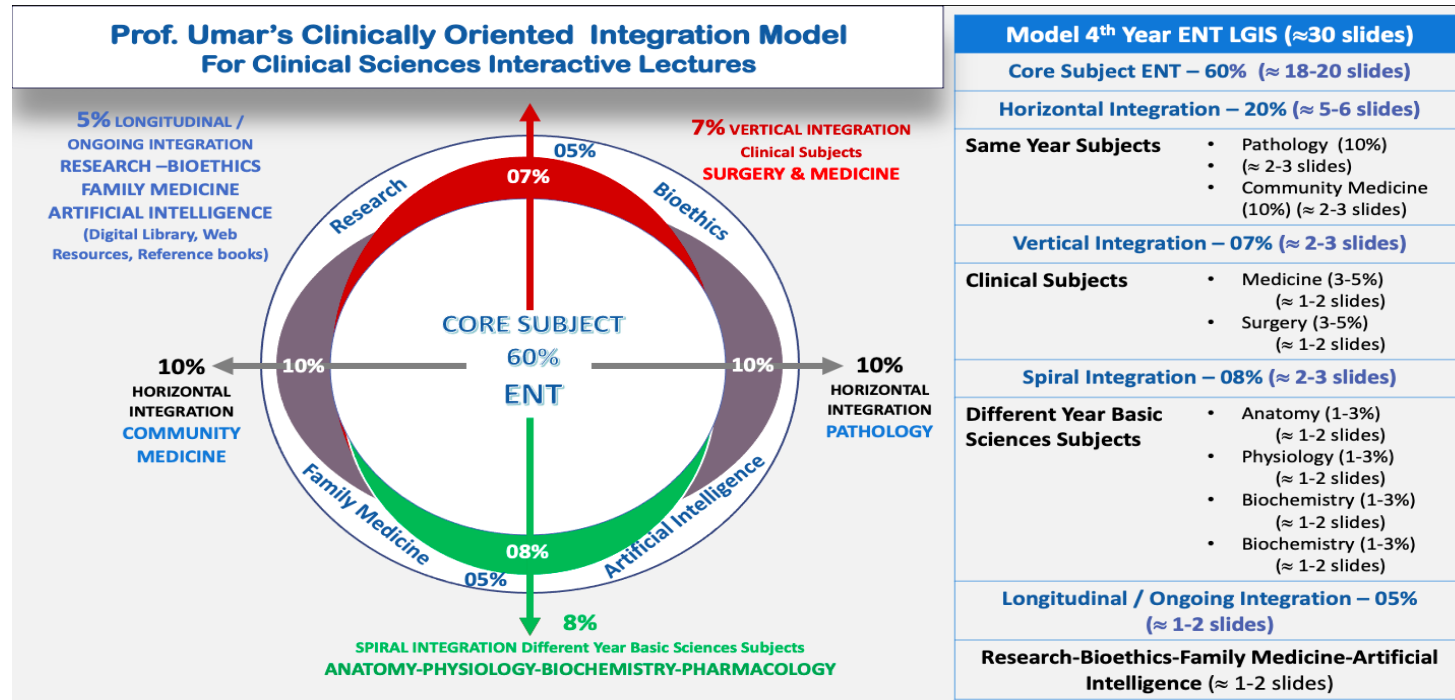 Prof. Umar's Clinically Oriented Integration Model
For Clinical Sciences Interactive Lectures
5% LONGITUDINAL /
ONGOING INTEGRATION
RESEARCH –BIOETHICS
FAMILY MEDICINE
ARTIFICIAL INTELLIGENCE
(Digital Library, Web
Resources, Reference books)
7% VERTICAL INTEGRATION
Clinical Subjects
SURGERY & MEDICINE
05%
07%
Research
Bioethics
CORE SUBJECT
60%
ENT
10%
10%
10%
HORIZONTAL
INTEGRATION
COMMUNITY
MEDICINE
10%
HORIZONTAL
INTEGRATION
PATHOLOGY
Family Medicine
Artificial Intelligence
08%
05%
8%
SPIRAL INTEGRATION Different Year Basic Sciences Subjects
ANATOMY-PHYSIOLOGY-BIOCHEMISTRY-PHARMACOLOGY
Model 4th Year ENT LGIS (≈30 slides)
Core Subject ENT – 60% (≈ 18-20 slides)
Horizontal Integration – 20% (≈ 5-6 slides)
Same Year Subjects
• Pathology (10%)
• (≈ 2-3 slides)
• Community Medicine
(10%) (≈ 2-3 slides)
Vertical Integration – 07% (≈ 2-3 slides)
Clinical Subjects
• Medicine (3-5%)
(≈ 1-2 slides)
• Surgery (3-5%)
(≈ 1-2 slides)
Spiral Integration – 08% (≈ 2-3 slides)
Different Year Basic
Sciences Subjects
• Anatomy (1-3%)
(≈ 1-2 slides)
• Physiology (1-3%)
(≈ 1-2 slides)
• Biochemistry (1-3%)
(≈ 1-2 slides)
• Biochemistry (1-3%)
(≈ 1-2 slides)
Longitudinal / Ongoing Integration – 05%
(≈ 1-2 slides)
Research-Bioethics-Family Medicine-Artificial
Intelligence (≈ 1-2 slides)